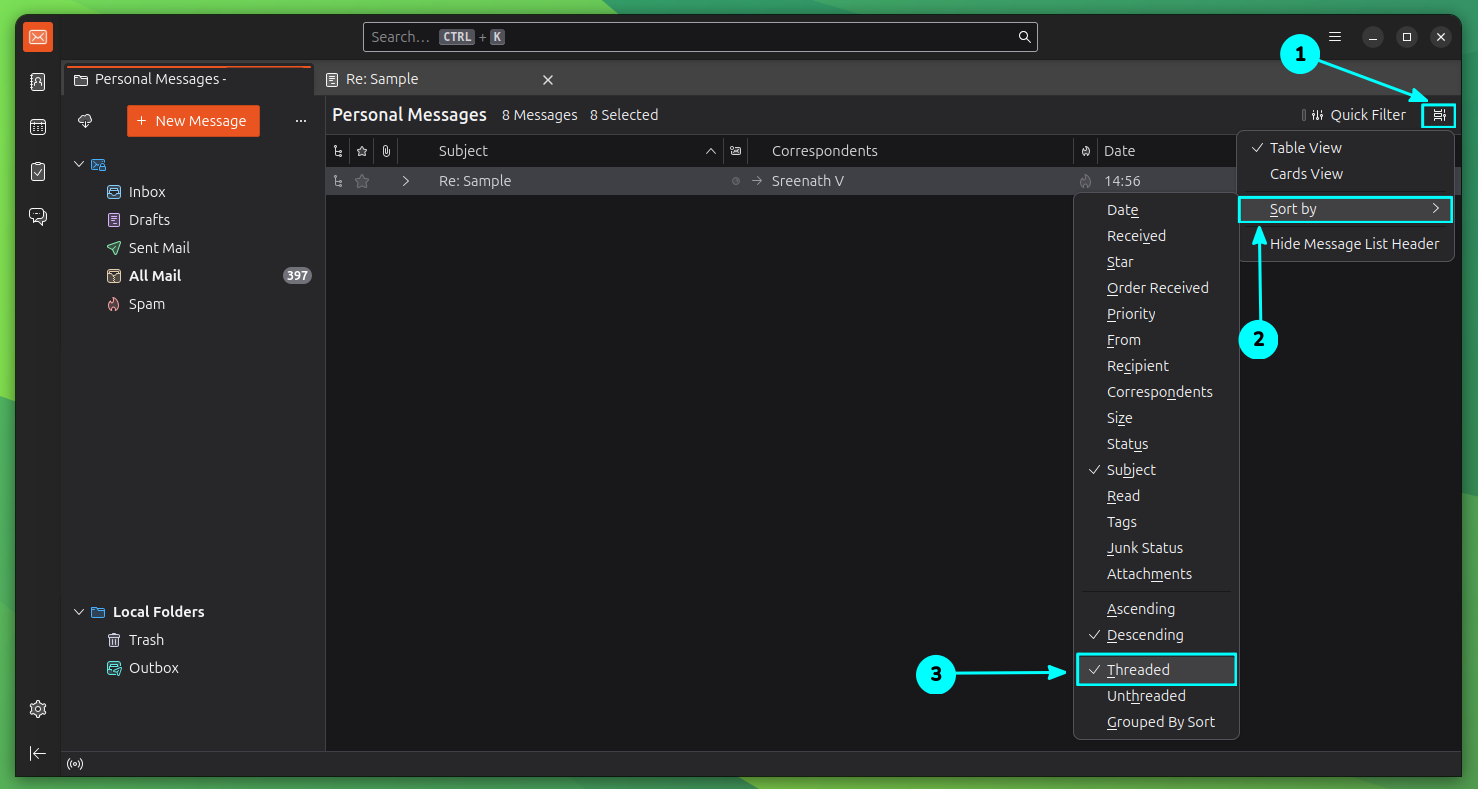 Search… CTRL + K
1
Personal Messages -
Re: Sample
+ New Message
Personal Messages 8 Messages 8 Selected
Quick Filter
Subject Correspondents Date
Re: Sample Sreenath V 14:56
Inbox
Drafts
Sent Mail
All Mail 397
Spam
Local Folders
Trash
Outbox
Table View
Cards View
Sort by
Hide Message List Header
2
Date
Received
Star
Order Received
Priority
From
Recipient
Correspondents
Size
Status
Subject
Read
Tags
Junk Status
Attachments
Ascending
Descending
3
Threaded
Unthreaded
Grouped By Sort